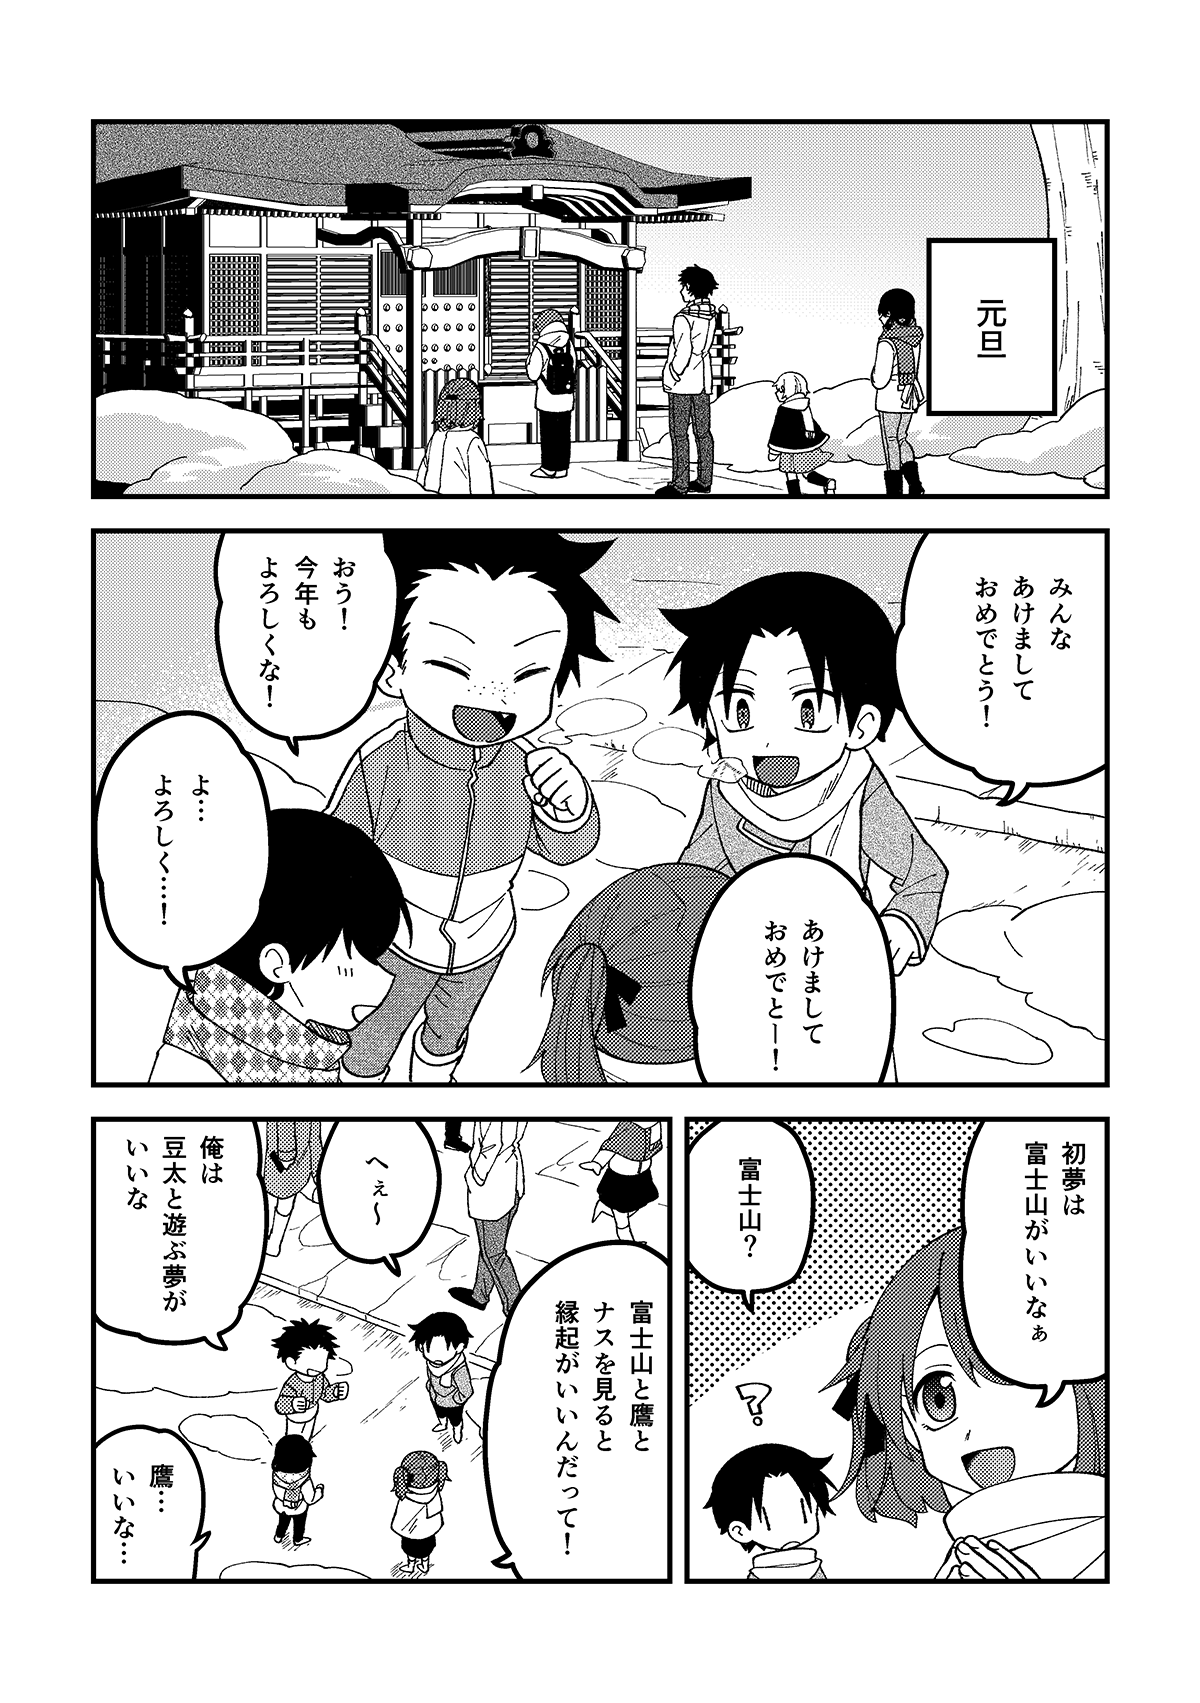 元旦
みんな
あけまして
おめでとう！
おう！
今年も
よろしくな！
よ…
よろしく…！
あけまして
おめでとー！
初夢は
富士山がいいなぁ
富士山？
?
富士山と鷹と
ナスを見ると
縁起がいいんだって！
へぇ〜
俺は
豆太と遊ぶ夢が
いいな
鷹…
いいな…